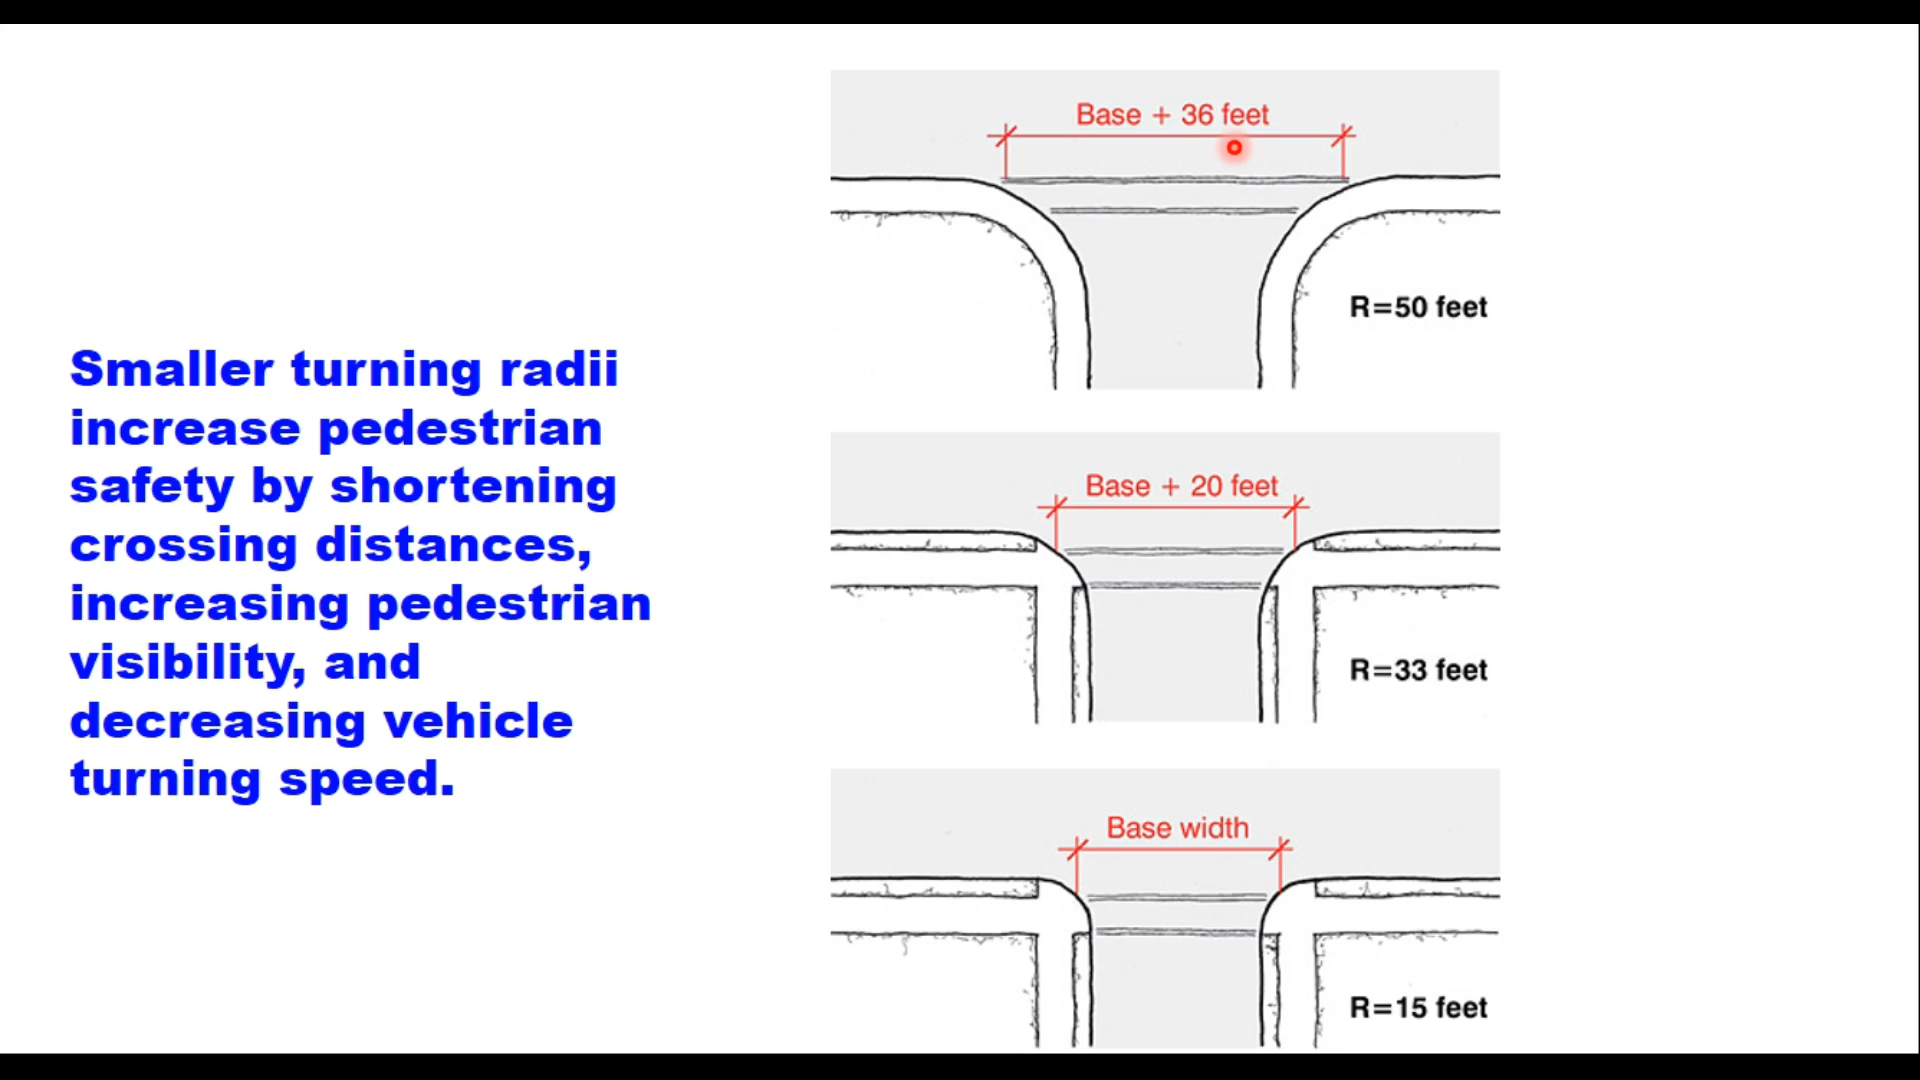 Smaller turning radii
increase pedestrian
safety by shortening
crossing distances,
increasing pedestrian
visibility, and
decreasing vehicle
turning speed.
Base + 36 feet
R=50 feet
Base + 20 feet
R=33 feet
Base width
R=15 feet